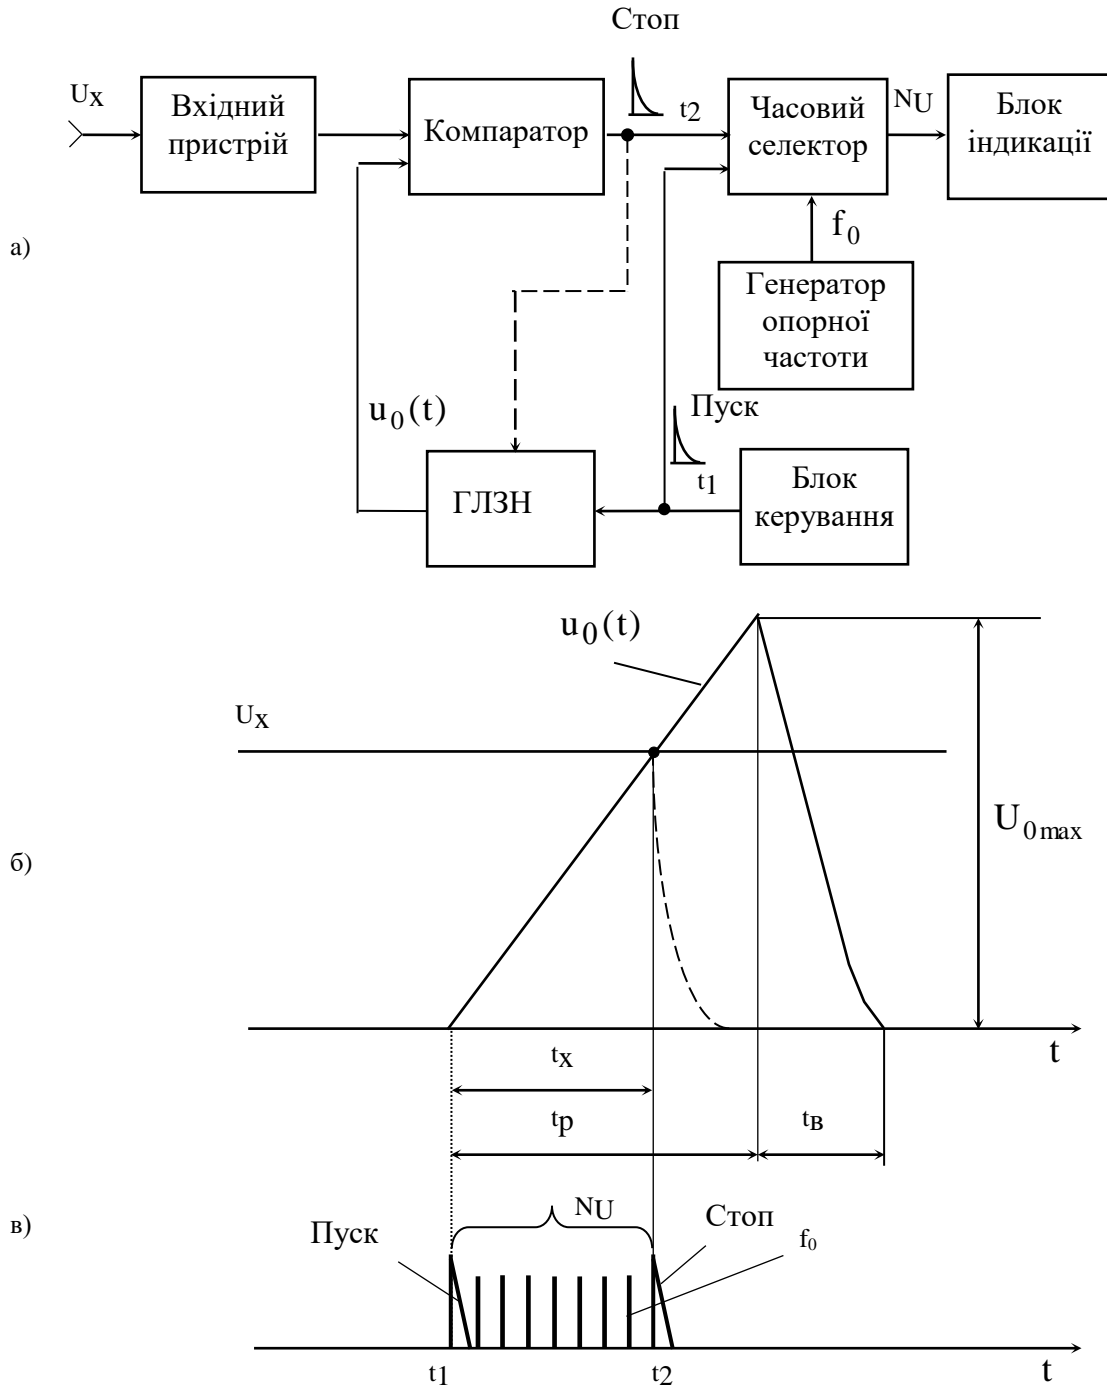 Стоп
Ux
Вхідний
пристрій
Компаратор
t2
Часовий
селектор
NU
Блок
індикації
а)
f0
Генератор
опорної
частоти
u0(t)
Пуск
t1
ГЛЗН
Блок
керування
u0(t)
Ux
U0max
б)
t
tx
tр
tв
в)
NU
Пуск
Стоп
f0
t1
t2
t